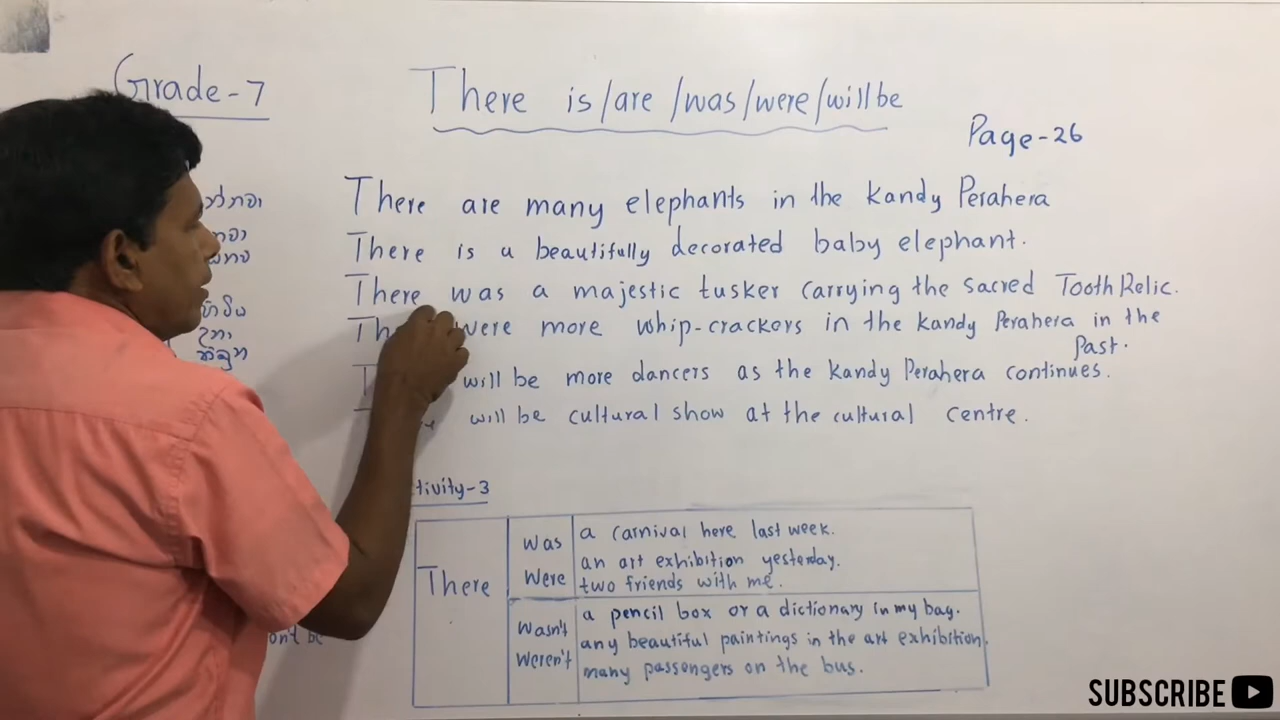 Grade-7
There is/are/was/were/will be
Page-26
There are many elephants in the Kandy Perahera
There is a beautifully decorated baby elephant.
There was a majestic tusker carrying the sacred Tooth Relic.
were more whip-crackers in the Kandy Perahera in the
Past.
will be more dancers as the Kandy Perahera continues.
will be cultural show at the cultural centre.
tivity-3
There
was
were
a carnival here last week.
an art exhibition yesterday.
two friends with me.
wasn't
weren't
a pencil box or a dictionary in my bag.
any beautiful paintings in the art exhibition.
many passengers on the bus.
SUBSCRIBE